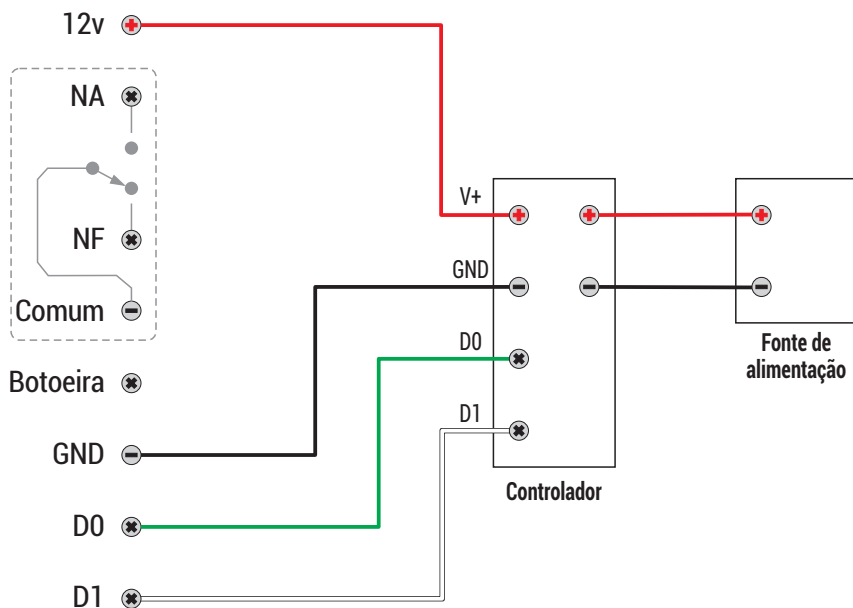 12v
NA
NF
Comum
Botoeira
GND
D0
D1
V+
GND
D0
D1
Controlador
Fonte de
alimentação